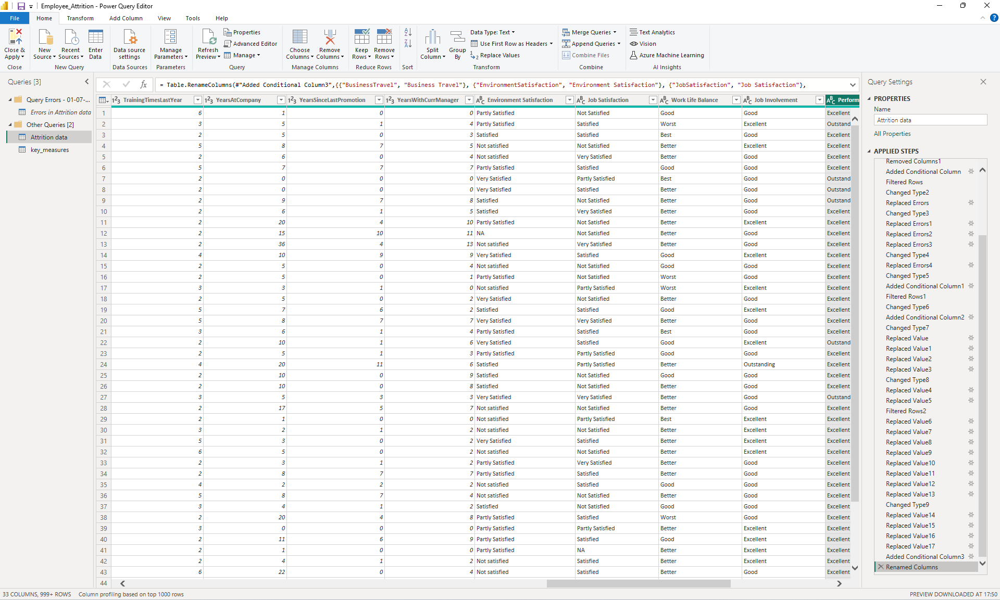 Employee_Attrition - Power Query Editor
File Home Transform Add Column View Tools Help
Close & Apply
New Source
Recent Sources
Enter Data
Data source settings
Manage Parameters
Refresh Preview
Properties
Advanced Editor
Manage
Choose Columns
Remove Columns
Keep Rows
Remove Rows
Split Column
Group By
Data Type: Text
Use First Row as Headers
Replace Values
Merge Queries
Append Queries
Combine Files
Text Analytics
Vision
Azure Machine Learning
Close New Query Data Sources Parameters Query Manage Columns Reduce Rows Sort Transform Combine AI Insights
Queries [3]
Query Errors - 01-07-...
Errors in Attrition data
Other Queries [2]
Attrition data
key_measures
= Table.RenameColumns(#"Added Conditional Column3",{{"BusinessTravel", "Business Travel"}, {"EnvironmentSatisfaction", "Environment Satisfaction"}, {"JobSatisfaction", "Job Satisfaction"},
TrainingTimesLastYear YearsAtCompany YearsSinceLastPromotion YearsWithCurrManager Environment Satisfaction Job Satisfaction Work Life Balance Job Involvement Perform
1 6 1 0 0 Partly Satisfied Not Satisfied Good Good Excellent
2 3 5 1 4 Partly Satisfied Satisfied Worst Excellent Outstand
3 2 5 0 3 Satisfied Satisfied Best Good Excellent
4 5 8 7 5 Not satisfied Not Satisfied Better Excellent Excellent
5 2 6 0 4 Not satisfied Very Satisfied Better Good Excellent
6 5 7 7 7 Partly Satisfied Satisfied Good Good Excellent
7 2 0 0 0 Very Satisfied Partly Satisfied Best Good Outstand
8 2 0 0 0 Very Satisfied Satisfied Better Good Outstand
9 2 9 7 8 Satisfied Not Satisfied Better Good Outstand
10 2 6 1 5 Satisfied Very Satisfied Better Good Excellent
11 2 20 4 10 Partly Satisfied Not Satisfied Better Excellent Excellent
12 2 15 10 11 NA Not Satisfied Better Good Excellent
13 2 36 4 13 Not satisfied Very Satisfied Better Good Excellent
14 4 10 9 9 Very Satisfied Satisfied Good Excellent Excellent
15 2 5 0 4 Not satisfied Not Satisfied Good Good Excellent
16 2 5 0 1 Partly Satisfied Not Satisfied Worst Good Excellent
17 3 3 1 0 Not satisfied Partly Satisfied Worst Excellent Excellent
18 2 5 0 2 Very Satisfied Not Satisfied Better Good Excellent
19 5 7 6 2 Satisfied Satisfied Good Excellent Excellent
20 5 8 7 7 Very Satisfied Very Satisfied Better Good Excellent
21 3 6 1 4 Partly Satisfied Satisfied Best Good Excellent
22 2 10 1 6 Very Satisfied Satisfied Good Excellent Outstand
23 2 5 1 3 Partly Satisfied Partly Satisfied Good Good Excellent
24 4 20 11 6 Satisfied Partly Satisfied Better Outstanding Excellent
25 2 10 0 9 Satisfied Not Satisfied Good Good Excellent
26 2 10 0 8 Satisfied Not Satisfied Better Good Excellent
27 3 5 3 3 Very Satisfied Very Satisfied Better Good Outstand
28 2 17 5 7 Not satisfied Not Satisfied Better Good Excellent
29 2 1 0 0 Not satisfied Partly Satisfied Best Excellent Excellent
30 3 2 1 2 Not satisfied Not Satisfied Better Excellent Excellent
31 5 3 0 2 Very Satisfied Satisfied Better Excellent Excellent
32 6 5 0 2 Not satisfied Not Satisfied Better Excellent Excellent
33 2 3 1 2 Partly Satisfied Very Satisfied Better Good Excellent
34 2 8 7 7 Partly Satisfied Satisfied Better Good Excellent
35 4 2 2 2 Not satisfied Satisfied Good Good Excellent
36 5 8 7 4 Not satisfied Not Satisfied Better Good Excellent
37 3 4 1 2 Satisfied Not Satisfied Good Good Excellent
38 2 20 4 8 Partly Satisfied Satisfied Worst Good Excellent
39 3 0 0 0 Partly Satisfied Partly Satisfied Better Excellent Excellent
40 2 11 6 9 Partly Satisfied Satisfied Good Excellent Excellent
41 2 1 0 0 Partly Satisfied NA Better Excellent Excellent
42 2 4 1 2 Not satisfied Satisfied Better Excellent Excellent
43 6 22 0 4 Not satisfied Satisfied Better Good Excellent
44
Query Settings
PROPERTIES
Name
Attrition data
All Properties
APPLIED STEPS
Removed Columns1
Added Conditional Column
Filtered Rows
Changed Type2
Replaced Errors
Changed Type3
Replaced Errors1
Replaced Errors2
Replaced Errors3
Changed Type4
Replaced Errors4
Changed Type5
Added Conditional Column1
Filtered Rows1
Changed Type6
Added Conditional Column2
Changed Type7
Replaced Value
Replaced Value1
Replaced Value2
Replaced Value3
Changed Type8
Replaced Value4
Replaced Value5
Filtered Rows2
Replaced Value6
Replaced Value7
Replaced Value8
Replaced Value9
Replaced Value10
Replaced Value11
Replaced Value12
Replaced Value13
Changed Type9
Replaced Value14
Replaced Value15
Replaced Value16
Replaced Value17
Added Conditional Column3
Renamed Columns
33 COLUMNS, 999+ ROWS Column profiling based on top 1000 rows PREVIEW DOWNLOADED AT 17:50